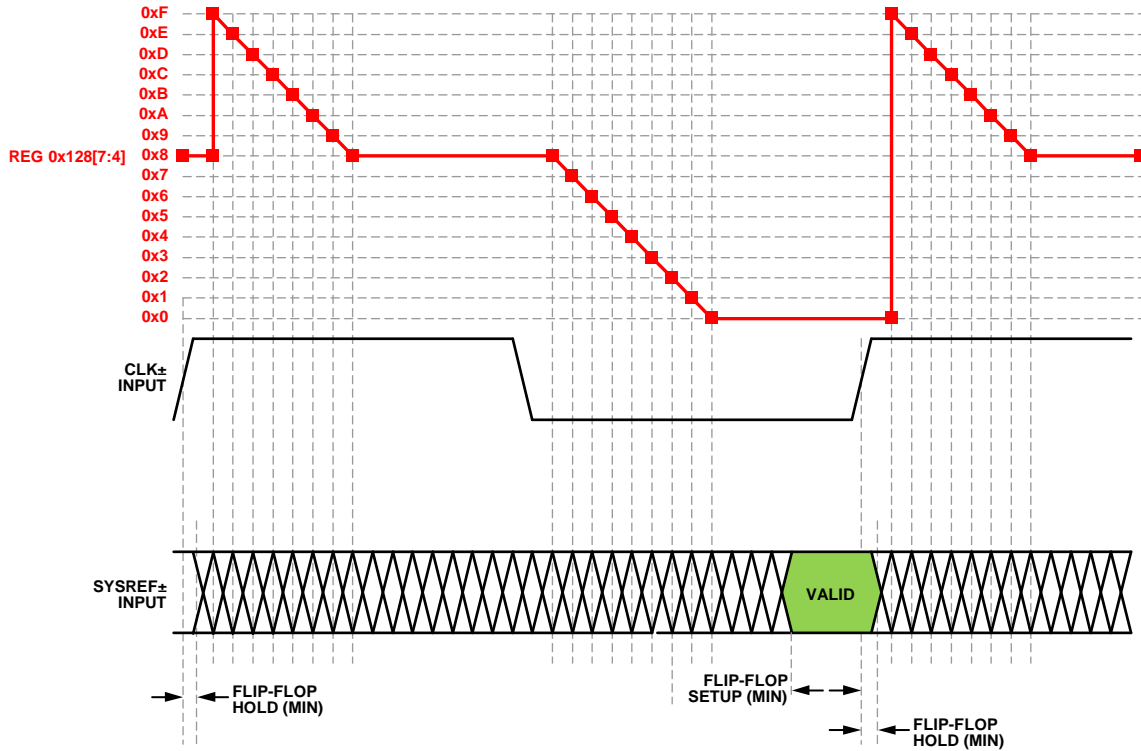 0xF
0xE
0xD
0xC
0xB
0xA
0x9
REG 0x128[7:4] 0x8
0x7
0x6
0x5
0x4
0x3
0x2
0x1
0x0
CLK±
INPUT
SYSREF±
INPUT
VALID
FLIP-FLOP
HOLD (MIN)
FLIP-FLOP
SETUP (MIN)
FLIP-FLOP
HOLD (MIN)